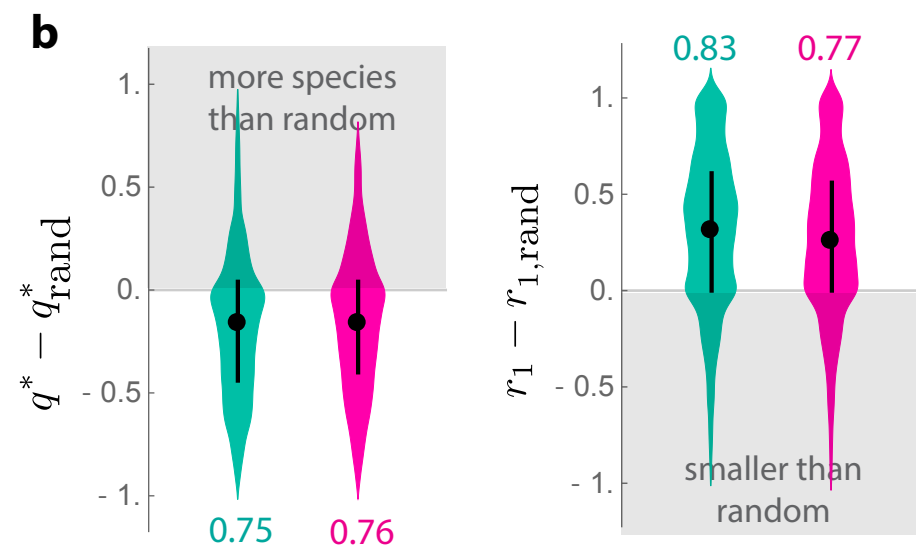 b
more species
than random
1.
0.5
0.
- 0.5
- 1.
q* − q*rand
0.75
0.76
0.83
0.77
1.
0.5
0.
- 0.5
- 1.
r1 − r1,rand
smaller than
random